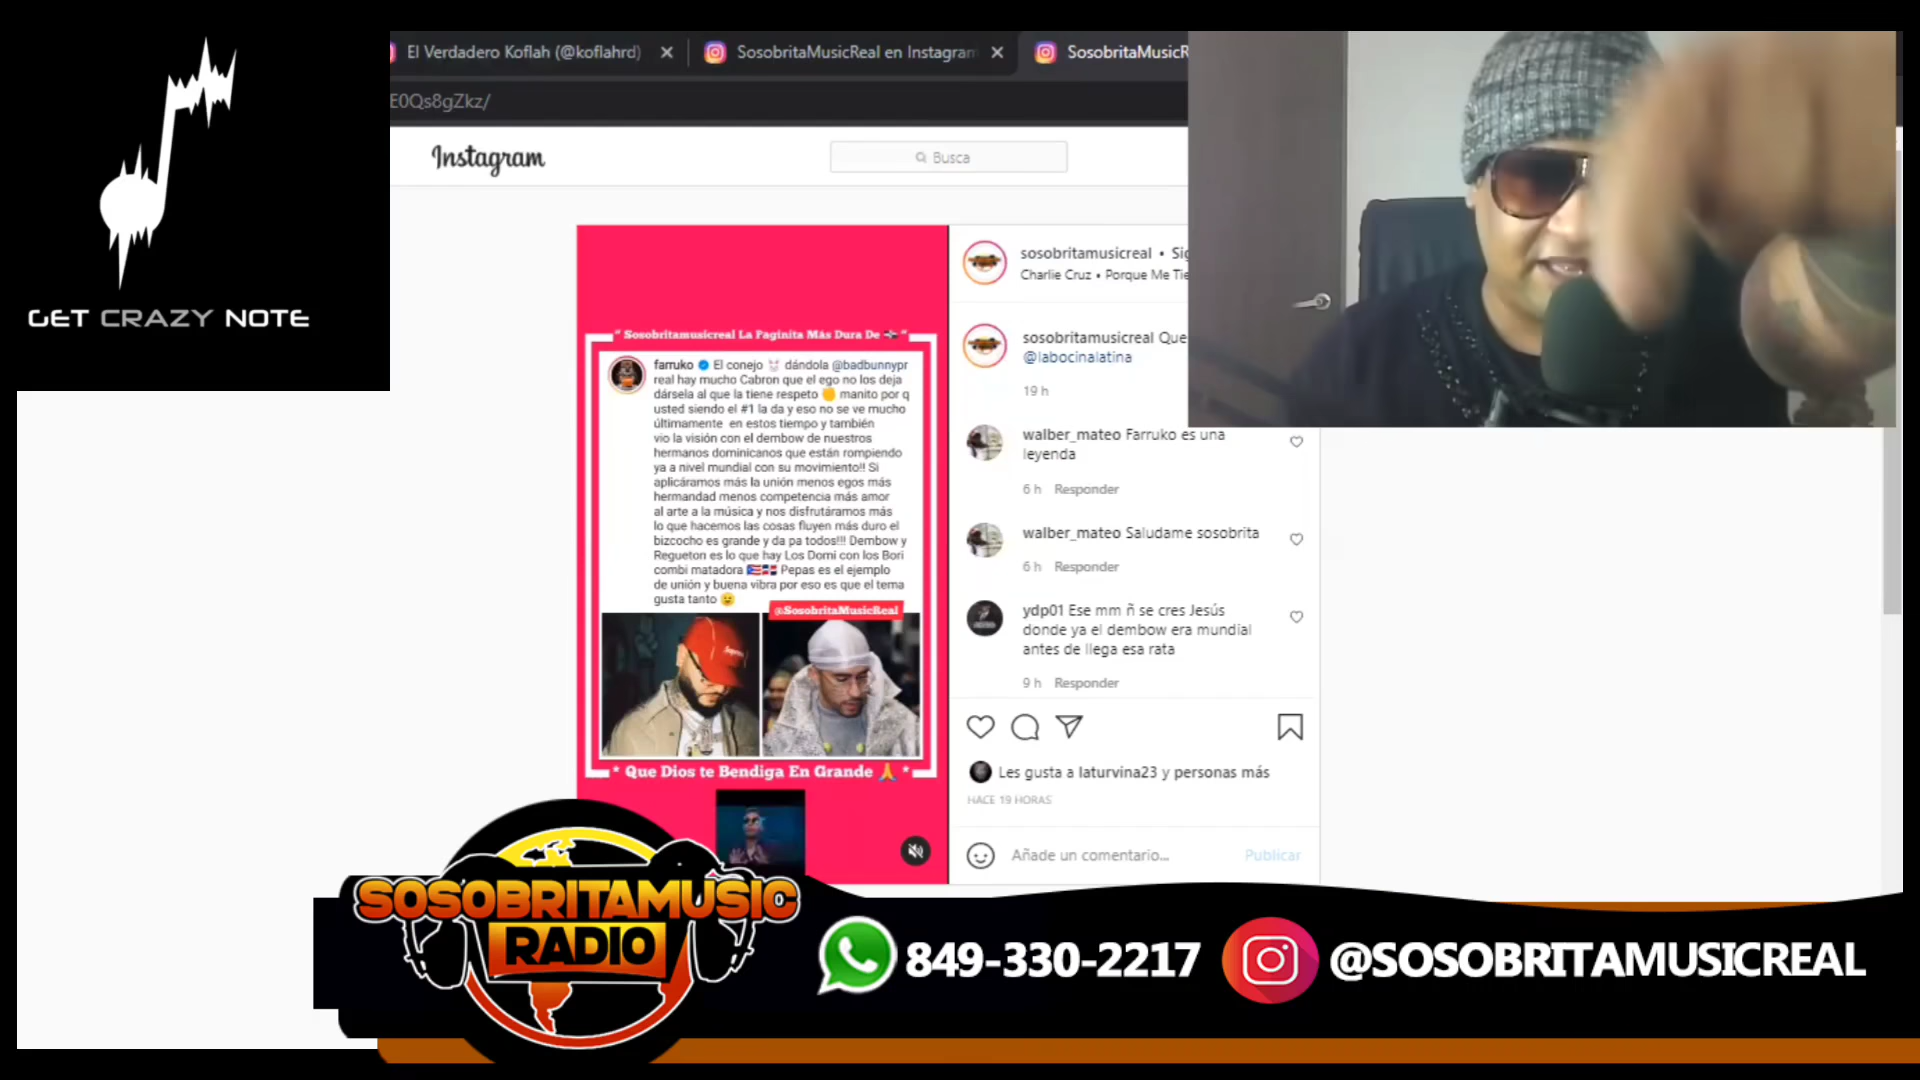 GET CRAZY NOTE
El Verdadero Koflah (@koflahrd)
SosobritaMusicReal en Instagram
SosobritaMusicR
E0Qs8gZkz/
Instagram
Busca
" Sosobritamusicreal La Paginita Más Dura De 🇩🇴 "
farruko El conejo 🐰 dándola @badbunnypr
real hay mucho Cabron que el ego no los deja
dársela al que la tiene respeto 👏 manito por q
usted siendo el #1 la da y eso no se ve mucho
últimamente en estos tiempo y también
vio la visión con el dembow de nuestros
hermanos dominicanos que están rompiendo
ya a nivel mundial con su movimiento!! Si
aplicáramos más la unión menos egos más
hermandad menos competencia más amor
al arte a la música y nos disfrutáramos más
lo que hacemos las cosas fluyen más duro el
bizcocho es grande y da pa todos!!! Dembow y
Regueton es lo que hay Los Domi con los Bori
combi matadora 🇵🇷🇩🇴 Pepas es el ejemplo
de unión y buena vibra por eso es que el tema
gusta tanto 😉
@SosobritaMusicReal
Supreme
* Que Dios te Bendiga En Grande 🙏 *
sosobritamusicreal • Sig
Charlie Cruz • Porque Me Tie
sosobritamusicreal Que
@labocinalatina
19 h
walber_mateo Farruko es una
leyenda
6 h Responder
walber_mateo Saludame sosobrita
6 h Responder
ydp01 Ese mm ñ se cres Jesús
donde ya el dembow era mundial
antes de llega esa rata
9 h Responder
Les gusta a laturvina23 y personas más
HACE 19 HORAS
Añade un comentario...
Publicar
SOSOBRITAMUSIC
RADIO
849-330-2217
@SOSOBRITAMUSICREAL